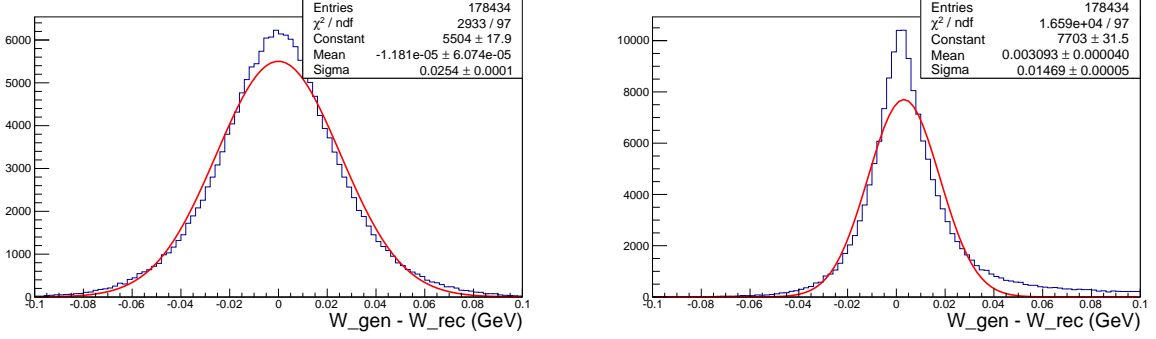 Entries 178434
χ² / ndf 2933 / 97
Constant 5504 ± 17.9
Mean -1.181e-05 ± 6.074e-05
Sigma 0.0254 ± 0.0001
6000
5000
4000
3000
2000
1000
0
-0.1 -0.08 -0.06 -0.04 -0.02 0 0.02 0.04 0.06 0.08 0.1
W_gen - W_rec (GeV)
Entries 178434
χ² / ndf 1.659e+04 / 97
Constant 7703 ± 31.5
Mean 0.003093 ± 0.000040
Sigma 0.01469 ± 0.00005
10000
8000
6000
4000
2000
0
-0.1 -0.08 -0.06 -0.04 -0.02 0 0.02 0.04 0.06 0.08 0.1
W_gen - W_rec (GeV)